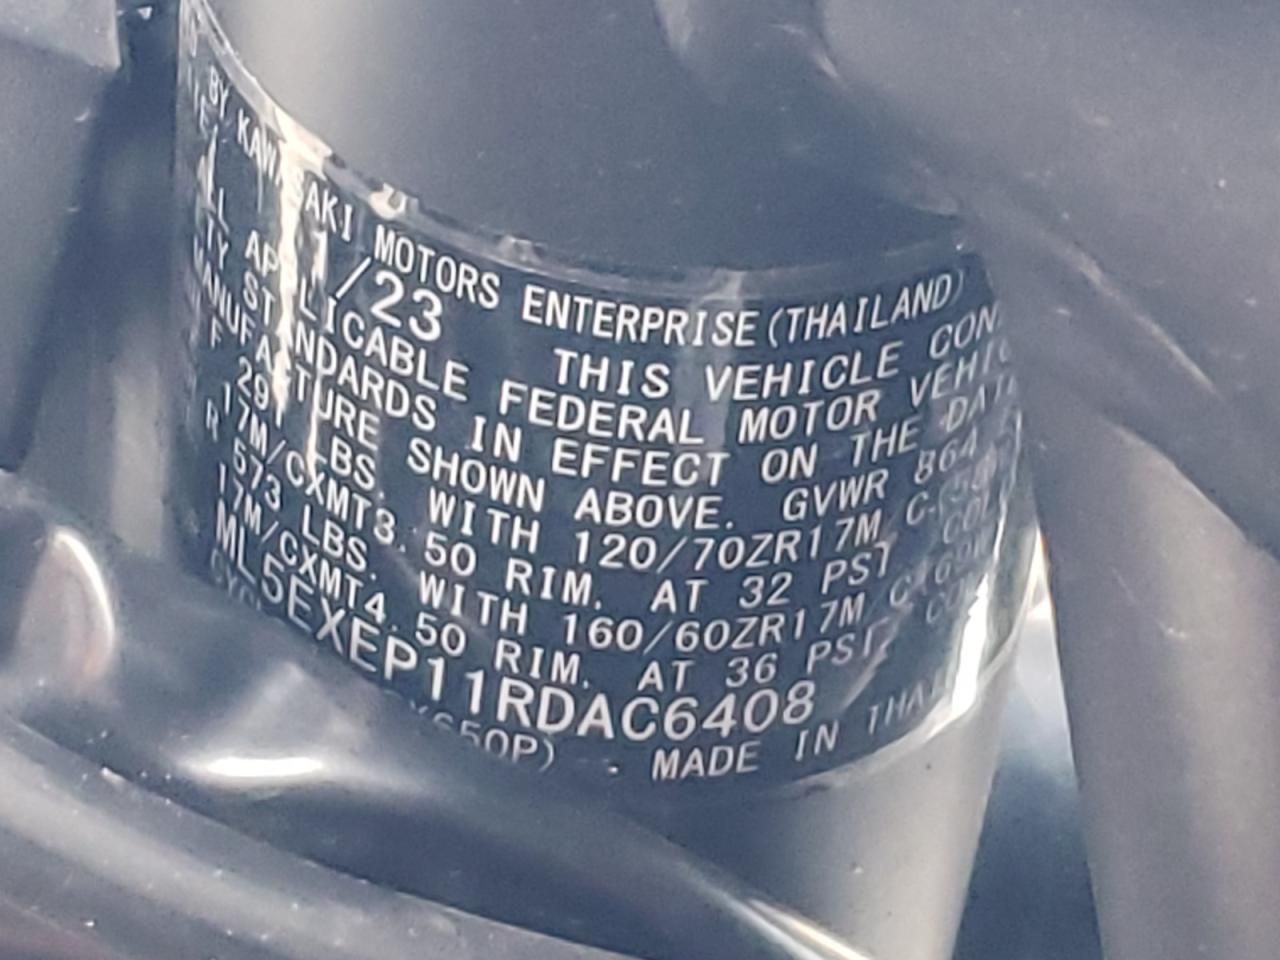 BY KAWASAKI MOTORS ENTERPRISE (THAILAND)
/23 THIS VEHICLE
APPLICABLE FEDERAL MOTOR
STANDARDS IN EFFECT ON THE
MANUFACTURE SHOWN ABOVE. GVWR 864
F 291 LBS. WITH 120/70ZR17M/C
17M/CXMT3.50 RIM. AT 32 PSI
R 573 LBS. WITH 160/60ZR17M/C
17M/CXMT4.50 RIM. AT 36 PSI,
ML5EXEP11RDAC6408
MADE IN